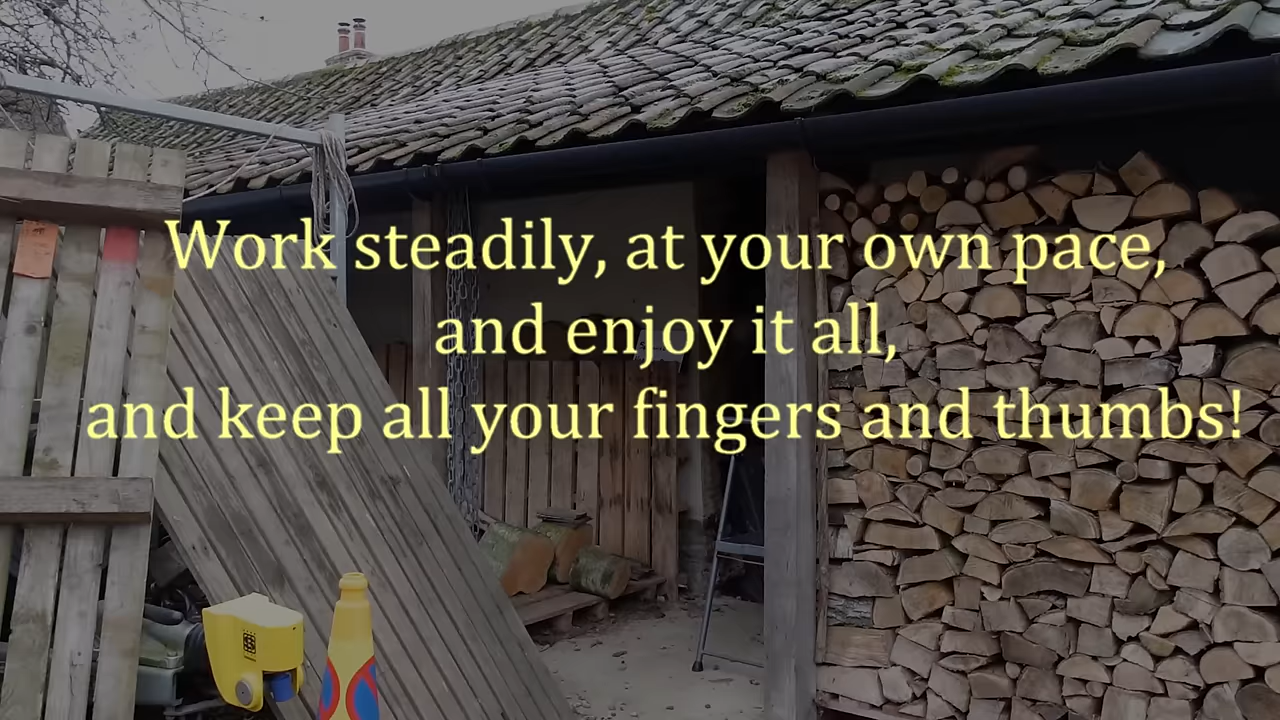 Work steadily, at your own pace,
and enjoy it all,
and keep all your fingers and thumbs!